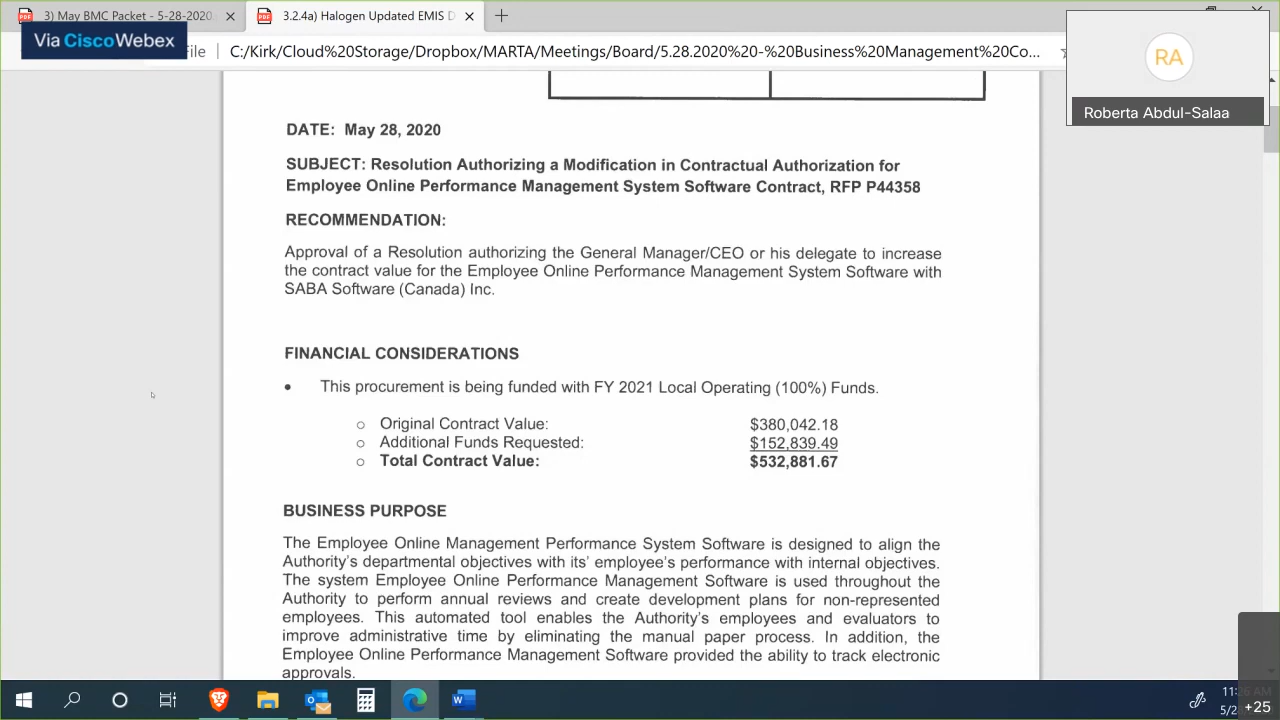 3) May BMC Packet - 5-28-2020
3.2.4a) Halogen Updated EMIS D
Via Cisco Webex
File
C:/Kirk/Cloud%20Storage/Dropbox/MARTA/Meetings/Board/5.28.2020%20-%20Business%20Management%20Co...
RA
Roberta Abdul-Salaa
DATE: May 28, 2020
SUBJECT: Resolution Authorizing a Modification in Contractual Authorization for
Employee Online Performance Management System Software Contract, RFP P44358
RECOMMENDATION:
Approval of a Resolution authorizing the General Manager/CEO or his delegate to increase
the contract value for the Employee Online Performance Management System Software with
SABA Software (Canada) Inc.
FINANCIAL CONSIDERATIONS
• This procurement is being funded with FY 2021 Local Operating (100%) Funds.
o Original Contract Value: $380,042.18
o Additional Funds Requested: $152,839.49
o Total Contract Value: $532,881.67
BUSINESS PURPOSE
The Employee Online Management Performance System Software is designed to align the
Authority's departmental objectives with its' employee's performance with internal objectives.
The system Employee Online Performance Management Software is used throughout the
Authority to perform annual reviews and create development plans for non-represented
employees. This automated tool enables the Authority's employees and evaluators to
improve administrative time by eliminating the manual paper process. In addition, the
Employee Online Performance Management Software provided the ability to track electronic
approvals.
+25